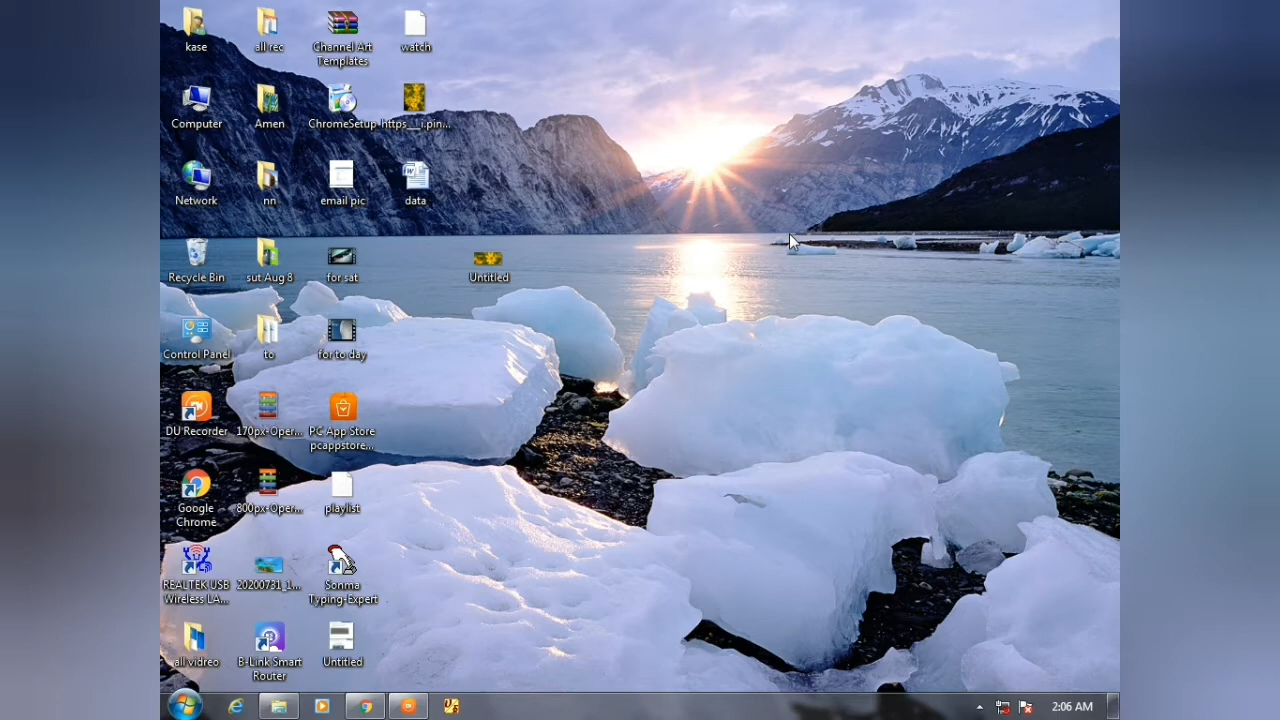 kase
all rec
Channel Art
Templates
watch
Computer
Amen
ChromeSetup
https__i.pin...
Network
nn
email pic
data
Recycle Bin
sut Aug 8
for sat
Untitled
Control Panel
to
for to day
DU Recorder
170px-Oper...
PC App Store
pcappstore...
Google
Chrome
800px-Oper...
playlist
REALTEK USB
Wireless LA...
20200731_1...
Sonma
Typing-Expert
all vidreo
B-Link Smart
Router
Untitled
2:06 AM